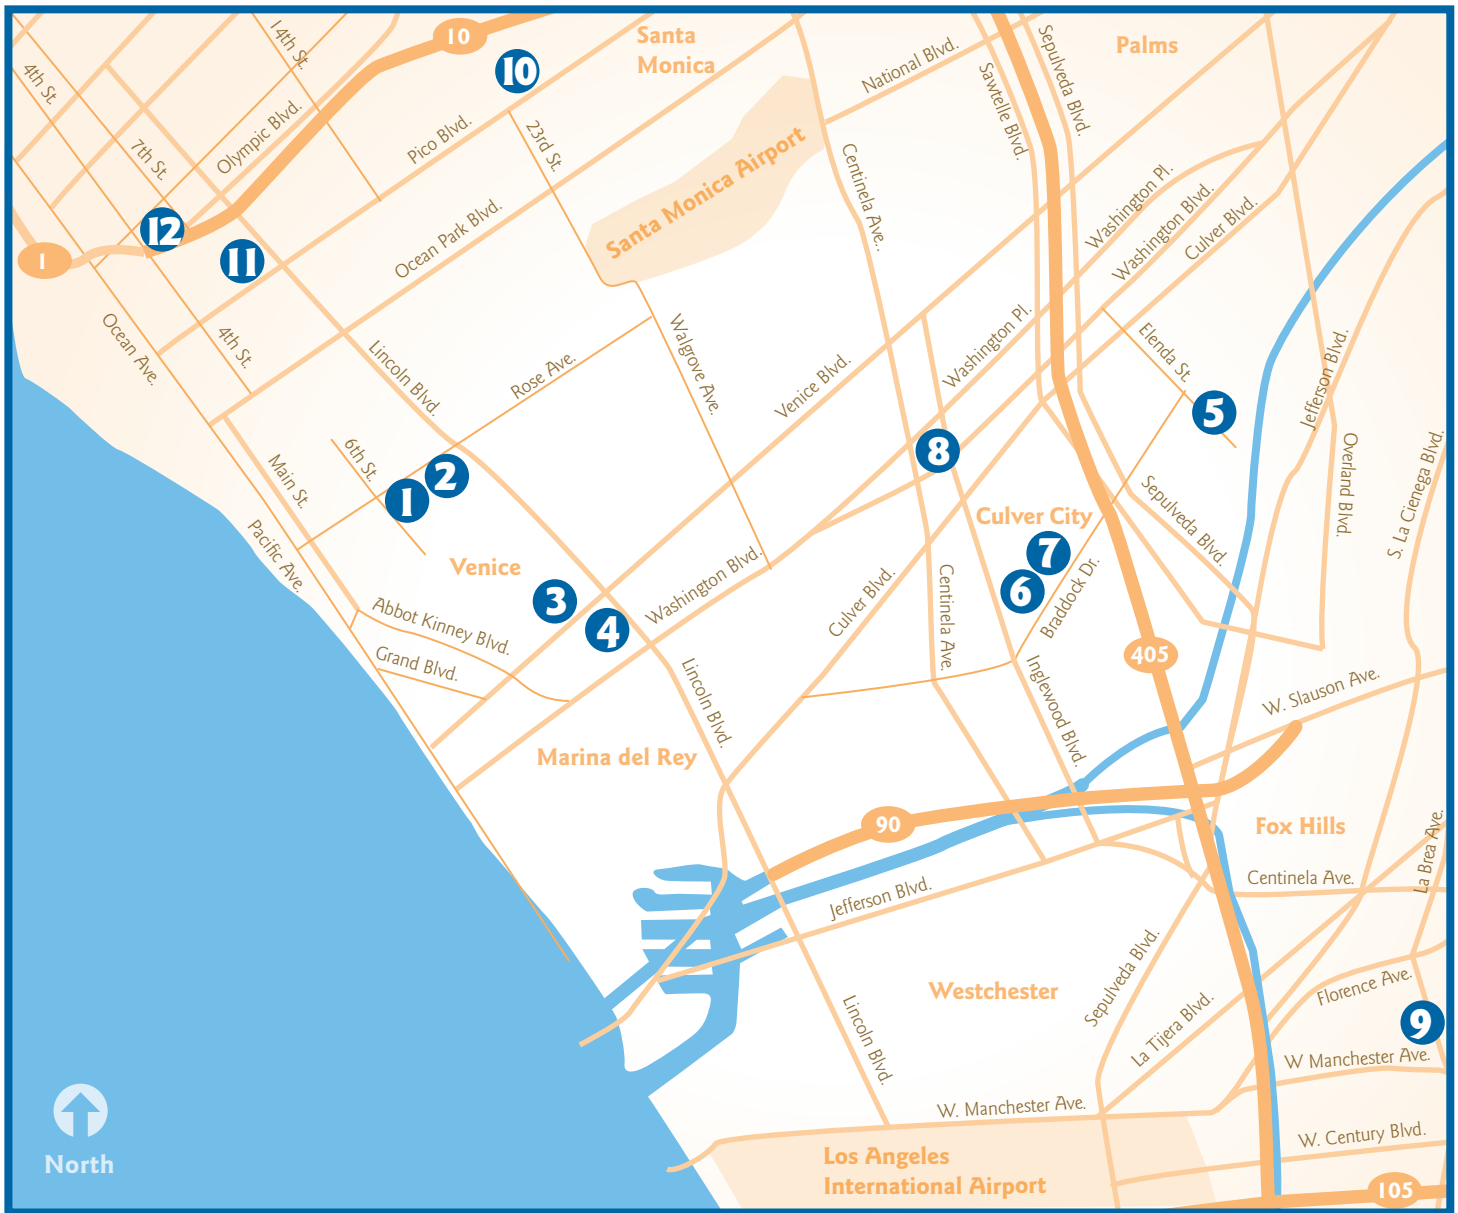 14th St.
10
Santa
Monica
Palms
Sepulveda Blvd.
National Blvd.
Sawtelle Blvd.
4th St.
10
Olympic Blvd.
Pico Blvd.
23rd St.
7th St.
Santa Monica Airport
Centinela Ave.
Washington Pl.
Washington Blvd.
Culver Blvd.
12
11
1
Ocean Park Blvd.
Ocean Ave.
4th St.
Lincoln Blvd.
Rose Ave.
Walgrove Ave.
Venice Blvd.
Washington Pl.
Elenda St.
Jefferson Blvd.
5
8
6th St.
2
1
Main St.
Overland Blvd.
S. La Cienega Blvd.
Culver City
Sepulveda Blvd.
7
6
Braddock Dr.
Pacific Ave.
Venice
3
4
Washington Blvd.
Culver Blvd.
Centinela Ave.
Abbot Kinney Blvd.
Grand Blvd.
405
Inglewood Blvd.
W. Slauson Ave.
Lincoln Blvd.
Marina del Rey
90
Fox Hills
La Brea Ave.
Centinela Ave.
Jefferson Blvd.
Sepulveda Blvd.
Westchester
La Tijera Blvd.
Florence Ave.
9
Lincoln Blvd.
W Manchester Ave.
W. Manchester Ave.
W. Century Blvd.
Los Angeles
International Airport
105
North